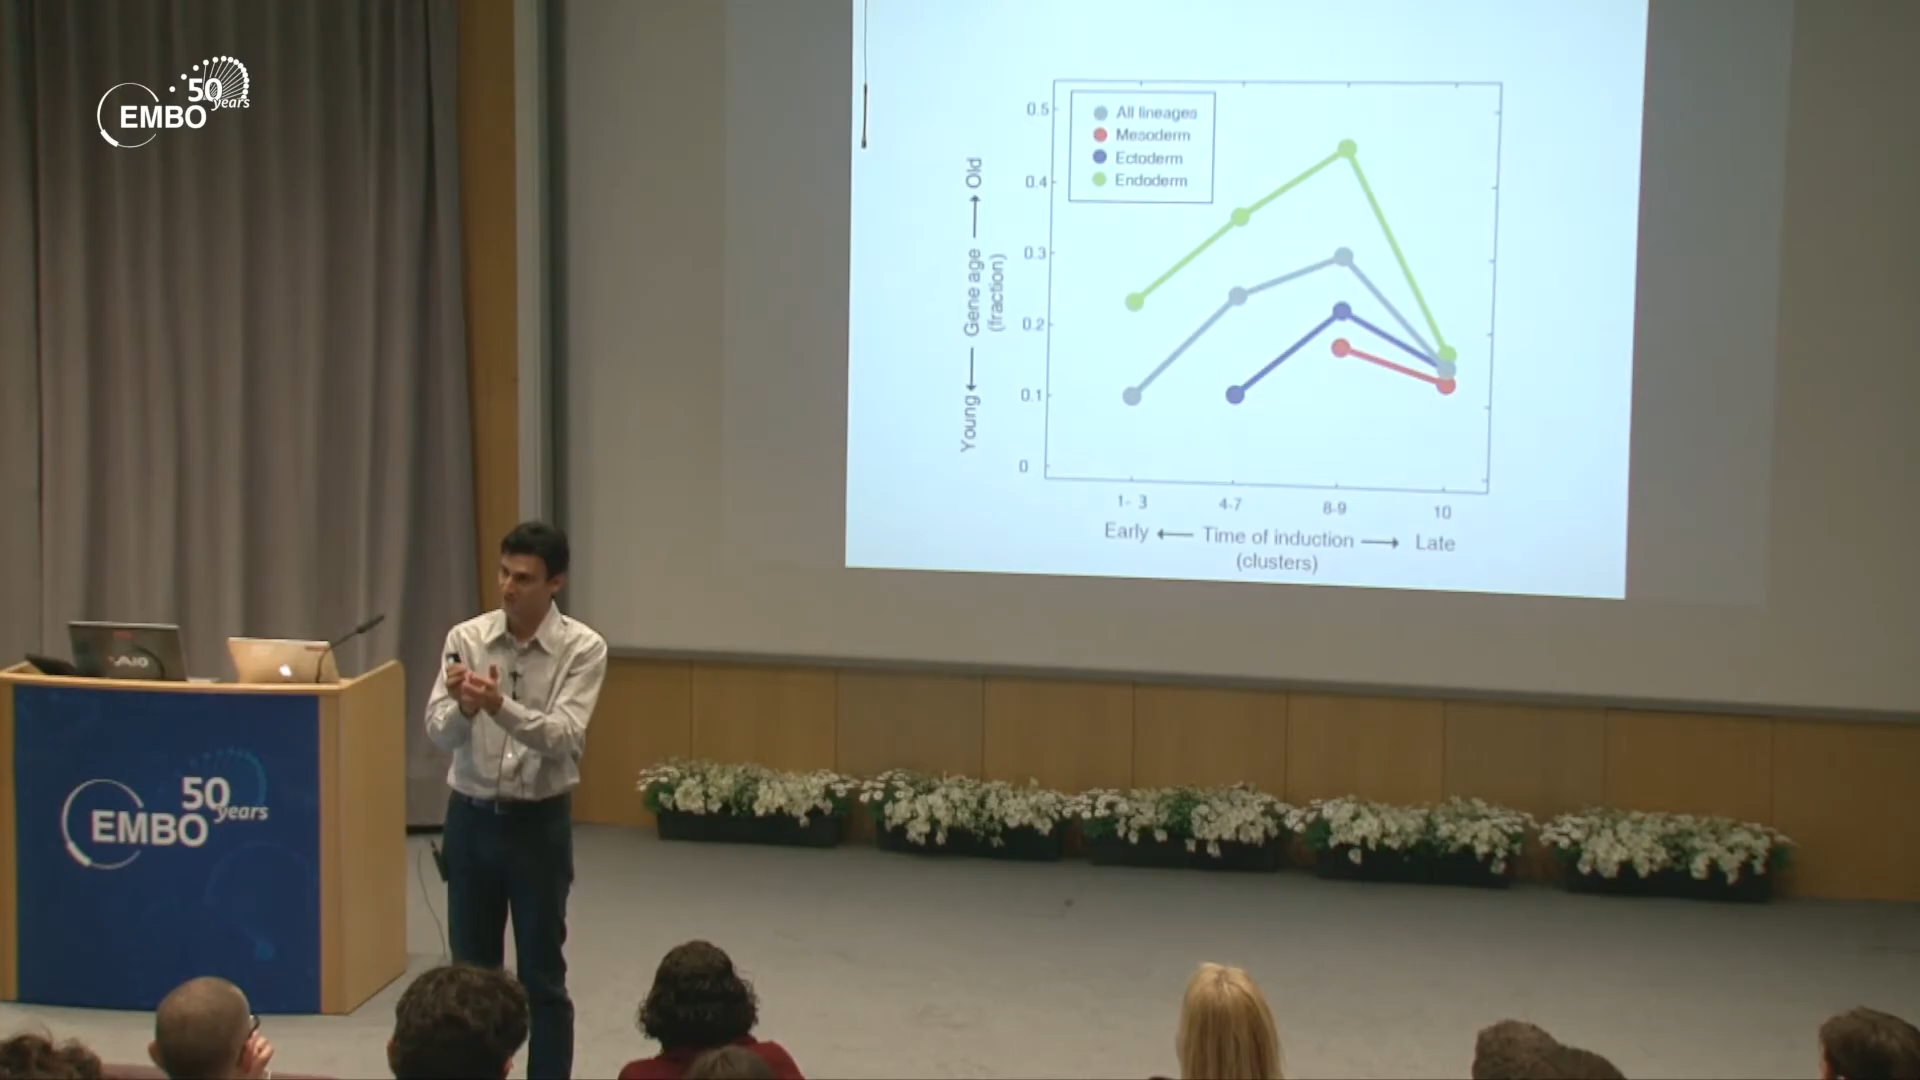 50
years
EMBO
All lineages
Mesoderm
Ectoderm
Endoderm
0.5
0.4
0.3
0.2
0.1
0
Young ← Gene age → Old
(fraction)
1- 3
4-7
8-9
10
Early ← Time of induction → Late
(clusters)
VAIO
50
years
EMBO